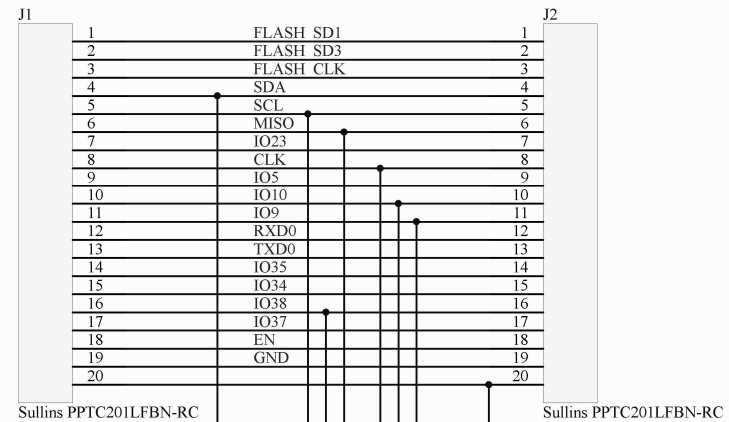 J1 J2
1 FLASH SD1 1
2 FLASH SD3 2
3 FLASH CLK 3
4 SDA 4
5 SCL 5
6 MISO 6
7 IO23 7
8 CLK 8
9 IO5 9
10 IO10 10
11 IO9 11
12 RXD0 12
13 TXD0 13
14 IO35 14
15 IO34 15
16 IO38 16
17 IO37 17
18 EN 18
19 GND 19
20 20
Sullins PPTC201LFBN-RC Sullins PPTC201LFBN-RC